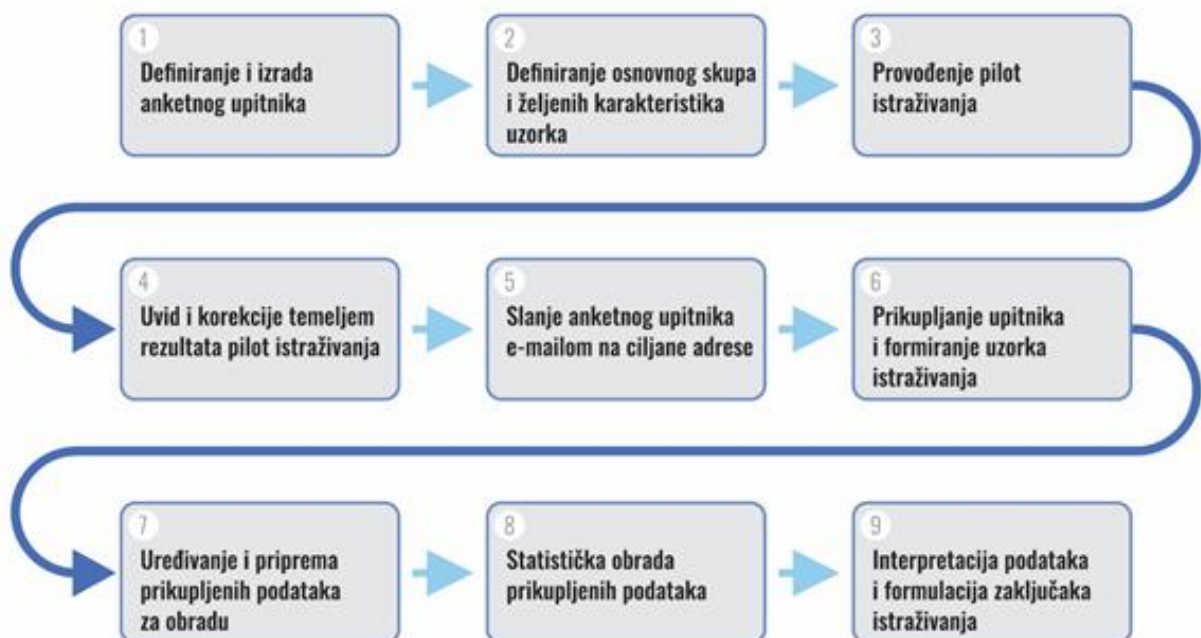 1
Definiranje i izrada
anketnog upitnika
2
Definiranje osnovnog skupa
i željenih karakteristika
uzorka
3
Provođenje pilot
istraživanja
4
Uvid i korekcije temeljem
rezultata pilot istraživanja
5
Slanje anketnog upitnika
e-mailom na ciljane adrese
6
Prikupljanje upitnika
i formiranje uzorka
istraživanja
7
Uređivanje i priprema
prikupljenih podataka
za obradu
8
Statistička obrada
prikupljenih podataka
9
Interpretacija podataka
i formulacija zaključaka
istraživanja